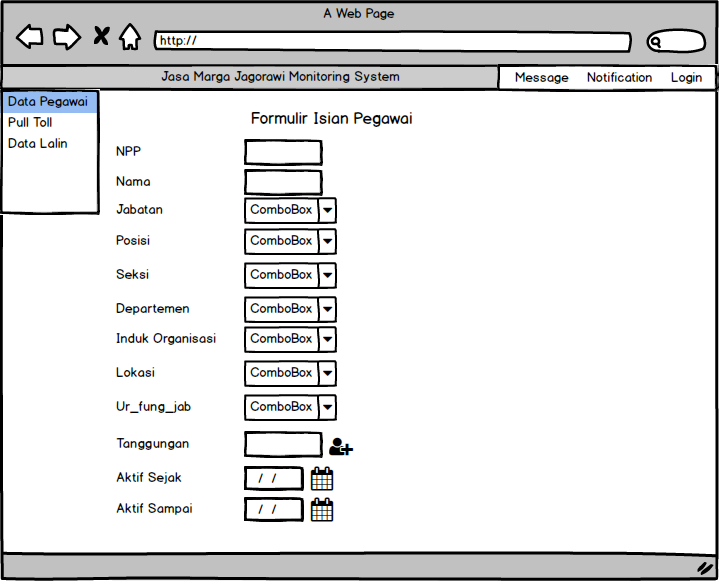 A Web Page
http://
Jasa Marga Jagorawi Monitoring System
Message Notification Login
Data Pegawai
Pull Toll
Data Lalin
Formulir Isian Pegawai
NPP
Nama
Jabatan ComboBox
Posisi ComboBox
Seksi ComboBox
Departemen ComboBox
Induk Organisasi ComboBox
Lokasi ComboBox
Ur_fung_jab ComboBox
Tanggungan
Aktif Sejak / /
Aktif Sampai / /